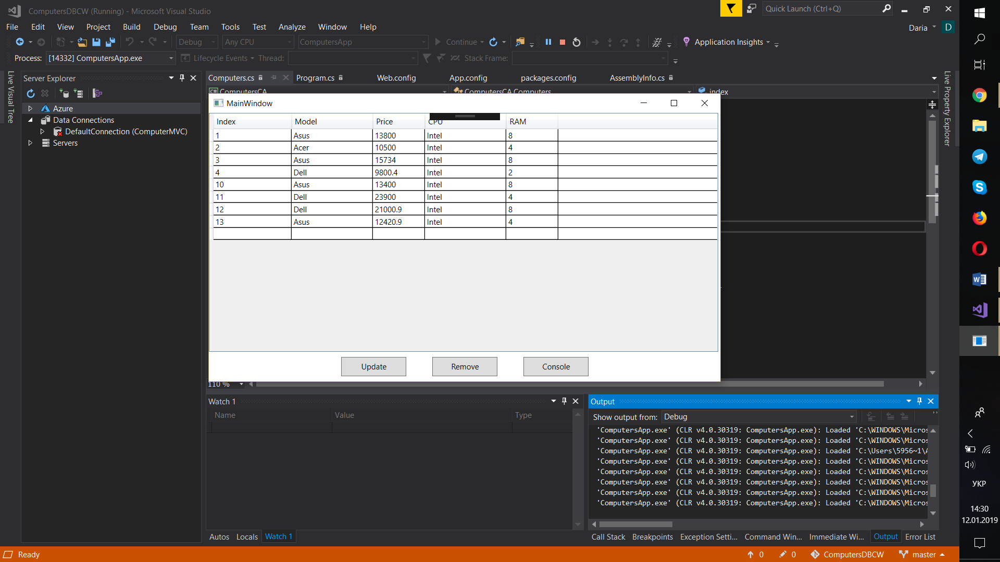 ComputersDBCW (Running) - Microsoft Visual Studio
Quick Launch (Ctrl+Q)
File Edit View Project Build Debug Team Tools Test Analyze Window Help
Daria D
Debug Any CPU ComputersApp Continue Application Insights
Process: [14332] ComputersApp.exe Lifecycle Events Thread: Stack Frame:
Live Visual Tree
Server Explorer
Azure
Data Connections
DefaultConnection (ComputerMVC)
Servers
Computers.cs Program.cs Web.config App.config packages.config AssemblyInfo.cs
ComputersCA ComputersCA.Computers index
Live Property Explorer
MainWindow
Index Model Price CPU RAM
1 Asus 13800 Intel 8
2 Acer 10500 Intel 4
3 Asus 15734 Intel 8
4 Dell 9800.4 Intel 2
10 Asus 13400 Intel 8
11 Dell 23900 Intel 4
12 Dell 21000.9 Intel 8
13 Asus 12420.9 Intel 4
Update Remove Console
110 %
Watch 1
Name Value Type
Autos Locals Watch 1
Output
Show output from: Debug
'ComputersApp.exe' (CLR v4.0.30319: ComputersApp.exe): Loaded 'C:\WINDOWS\Micros
'ComputersApp.exe' (CLR v4.0.30319: ComputersApp.exe): Loaded 'C:\WINDOWS\Micros
'ComputersApp.exe' (CLR v4.0.30319: ComputersApp.exe): Loaded 'C:\Users\5956~1\A
'ComputersApp.exe' (CLR v4.0.30319: ComputersApp.exe): Loaded 'C:\WINDOWS\Micros
'ComputersApp.exe' (CLR v4.0.30319: ComputersApp.exe): Loaded 'C:\WINDOWS\Micros
'ComputersApp.exe' (CLR v4.0.30319: ComputersApp.exe): Loaded 'C:\WINDOWS\Micros
'ComputersApp.exe' (CLR v4.0.30319: ComputersApp.exe): Loaded 'C:\WINDOWS\Micros
'ComputersApp.exe' (CLR v4.0.30319: ComputersApp.exe): Loaded 'C:\WINDOWS\Micros
Call Stack Breakpoints Exception Setti... Command Win... Immediate Wi... Output Error List
Ready
0 0 ComputersDBCW master
УКР
14:30
12.01.2019